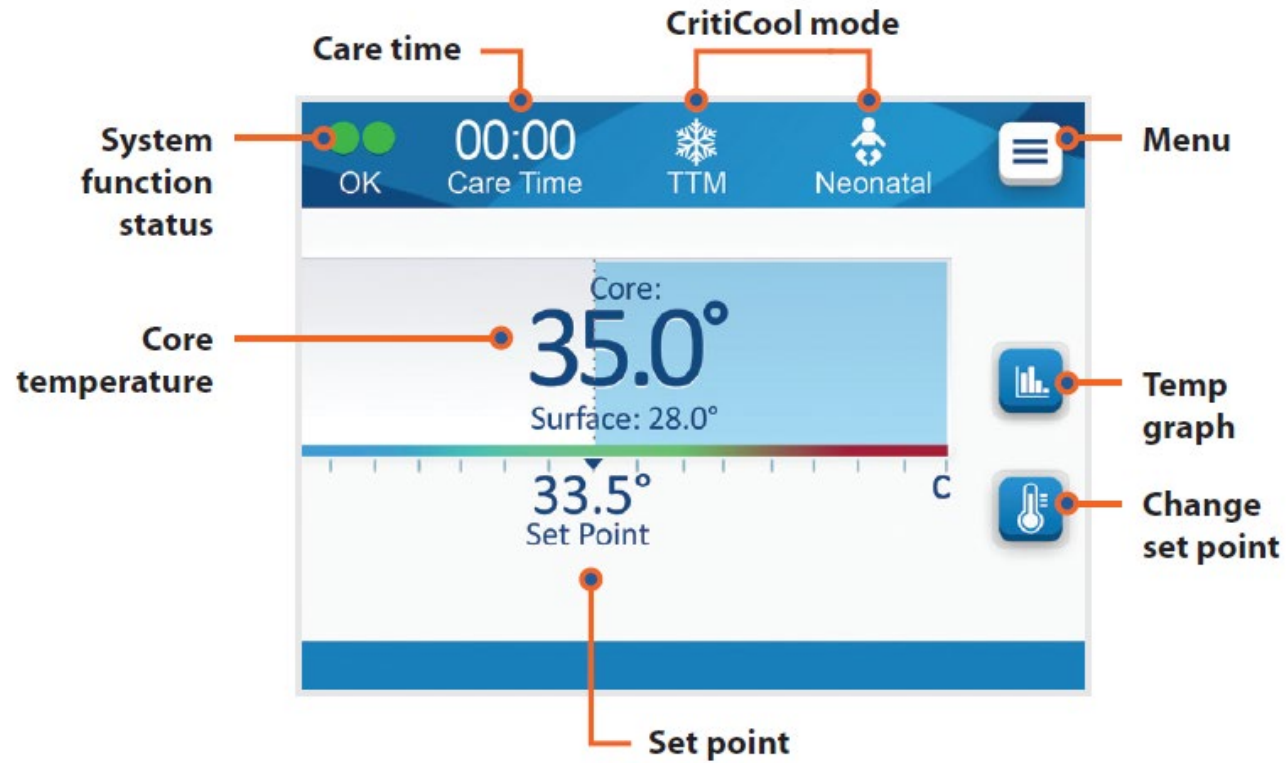 CritiCool mode
Care time
System
function
status
OK
00:00
Care Time
TTM
Neonatal
Menu
Core
temperature
Core:
35.0°
Surface: 28.0°
Temp
graph
33.5°
Set Point
C
Change
set point
Set point